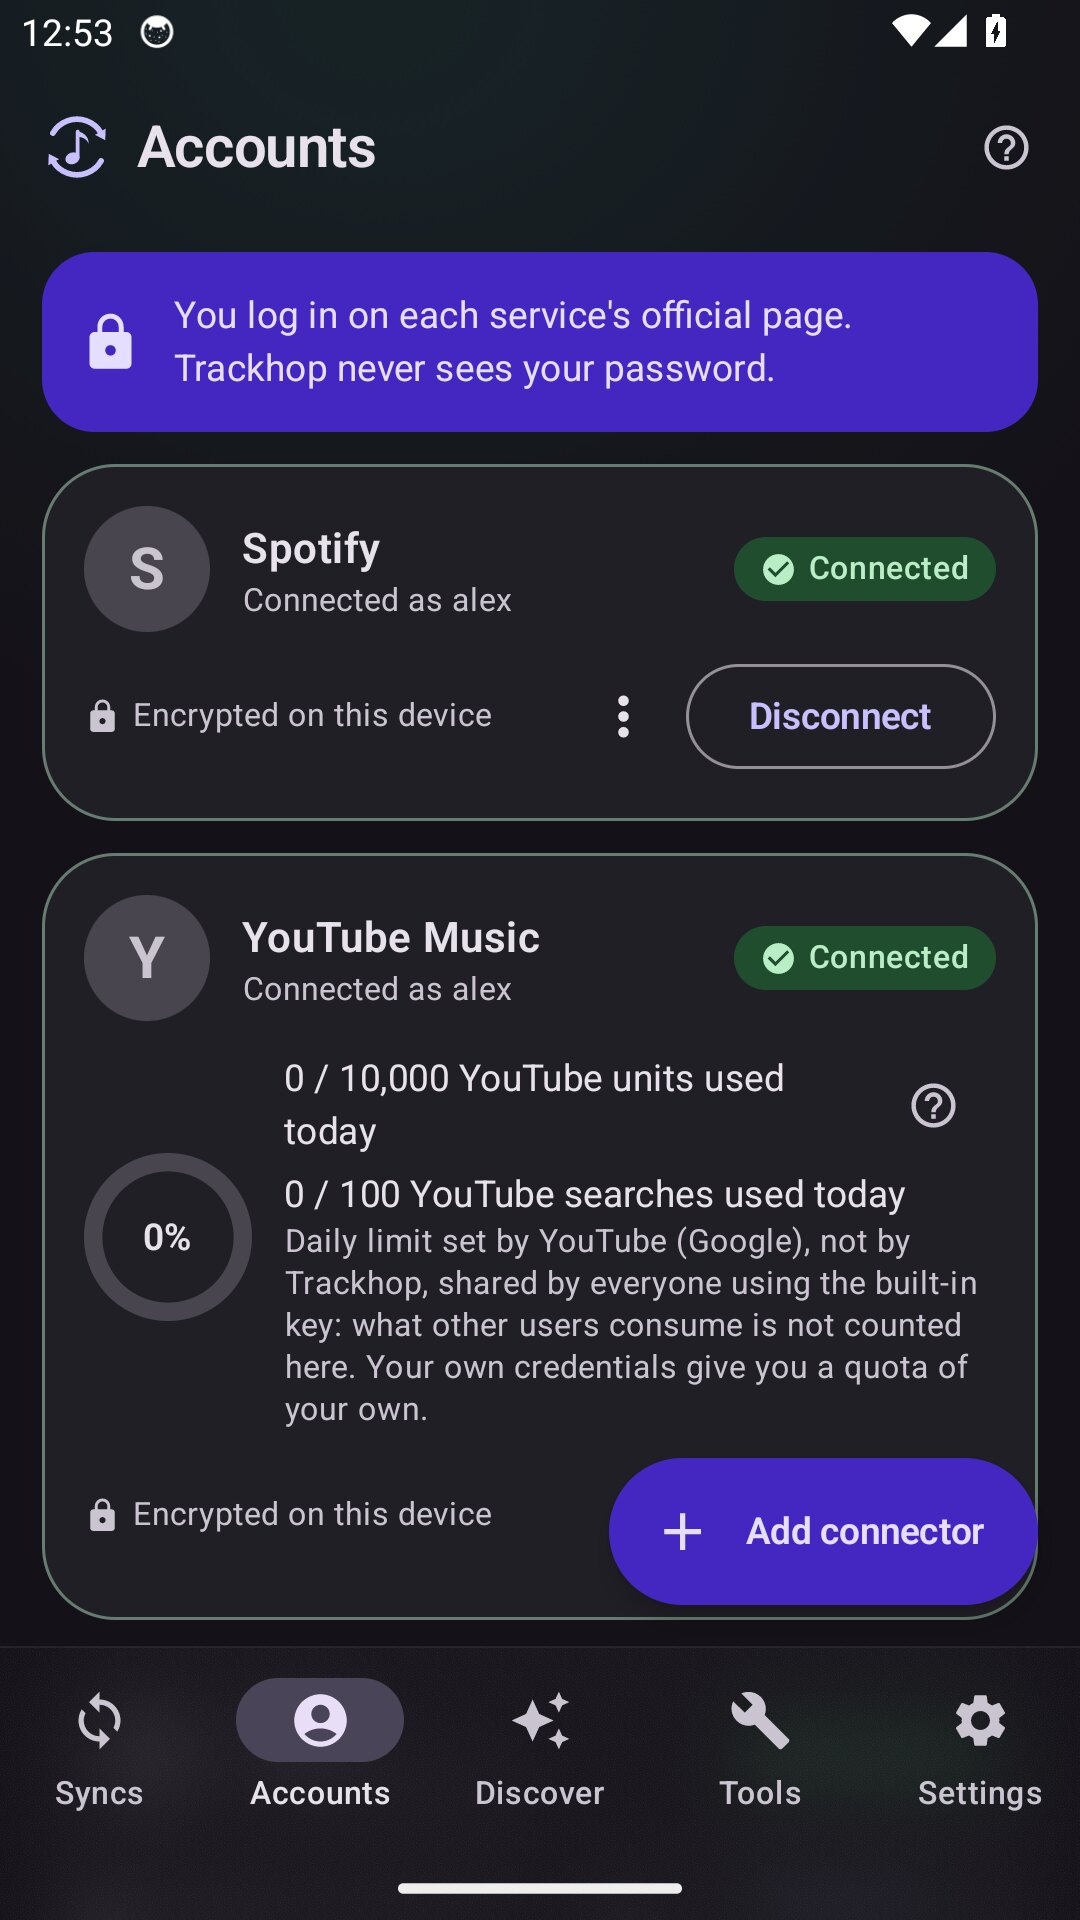 12:53
Accounts
You log in on each service's official page.
Trackhop never sees your password.
S
Spotify
Connected as alex
Connected
Encrypted on this device
Disconnect
Y
YouTube Music
Connected as alex
Connected
0 / 10,000 YouTube units used
today
0%
0 / 100 YouTube searches used today
Daily limit set by YouTube (Google), not by
Trackhop, shared by everyone using the built-in
key: what other users consume is not counted
here. Your own credentials give you a quota of
your own.
Encrypted on this device
Add connector
Syncs
Accounts
Discover
Tools
Settings